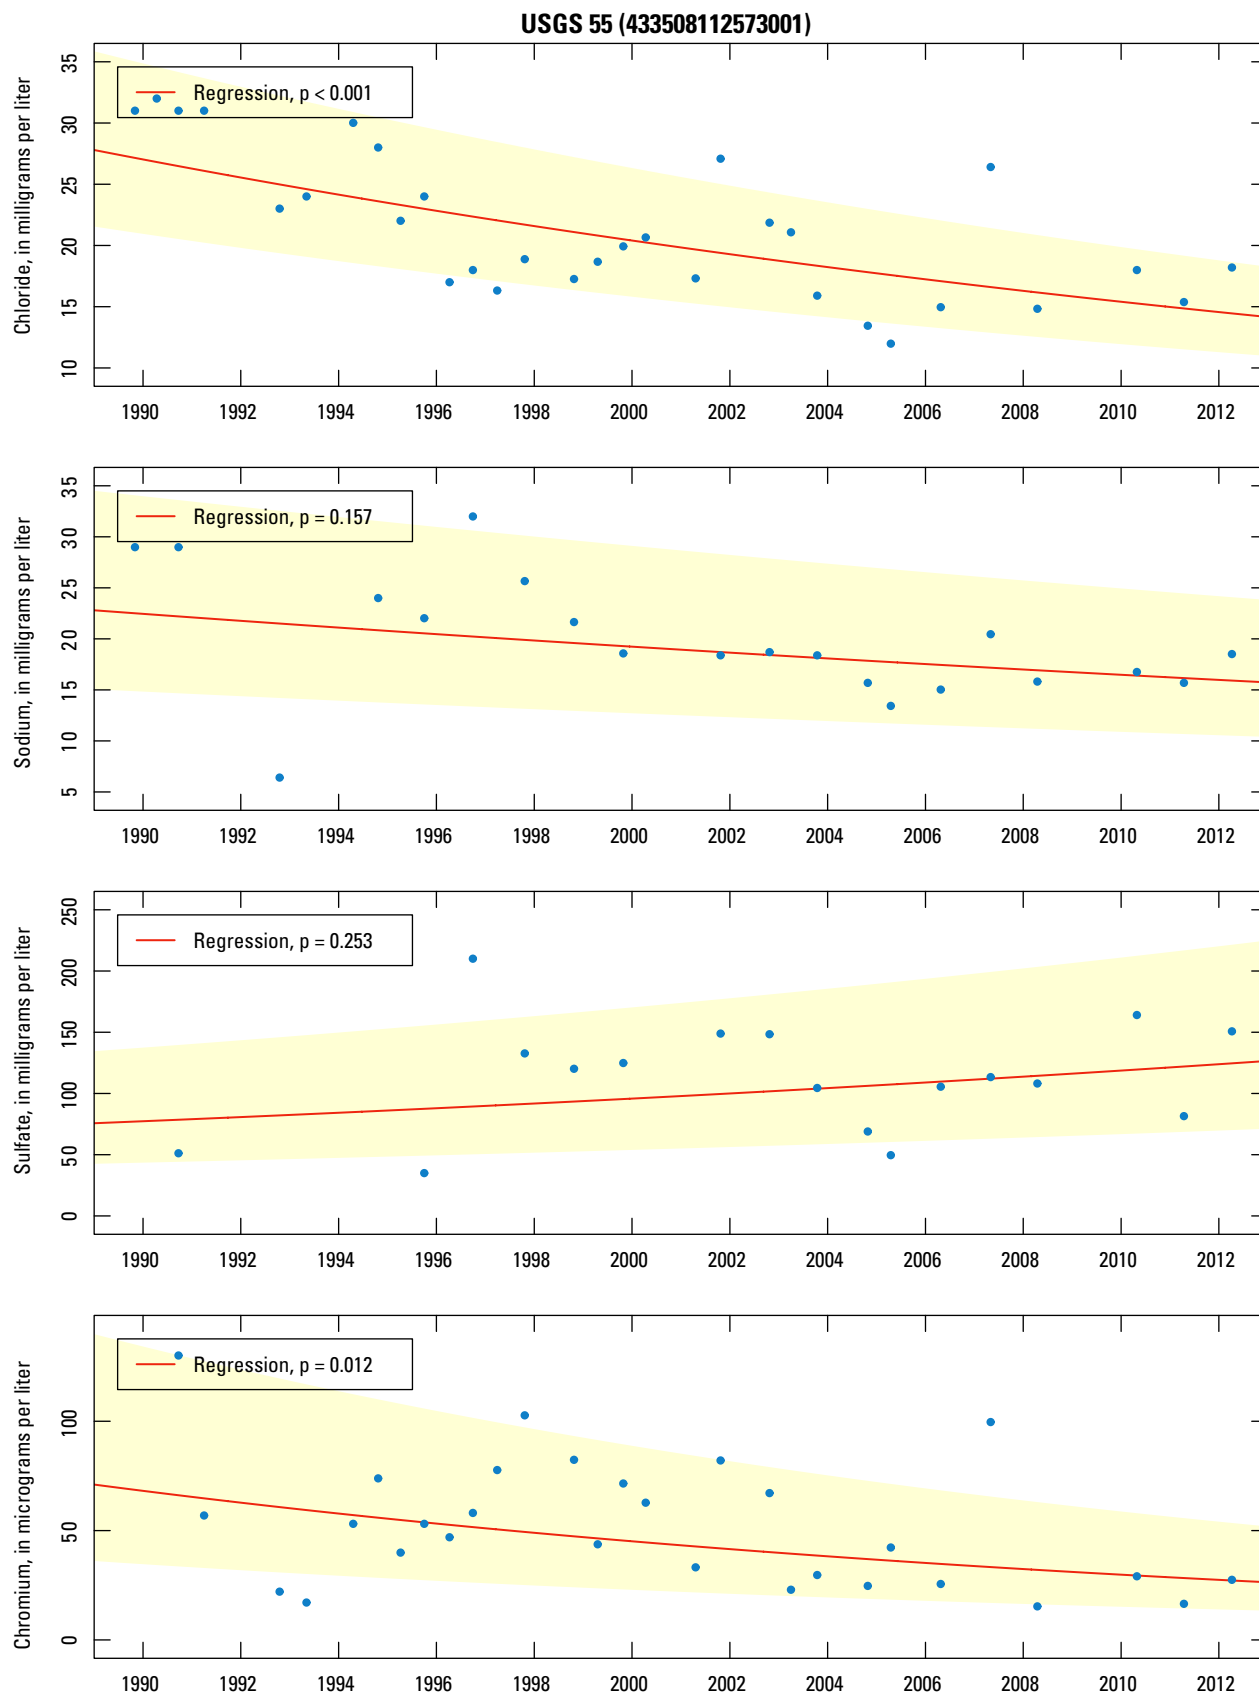 USGS 55 (433508112573001)
Chloride, in milligrams per liter
35
30
25
20
15
10
Regression, p < 0.001
1990 1992 1994 1996 1998 2000 2002 2004 2006 2008 2010 2012
Sodium, in milligrams per liter
35
30
25
20
15
10
5
Regression, p = 0.157
1990 1992 1994 1996 1998 2000 2002 2004 2006 2008 2010 2012
Sulfate, in milligrams per liter
250
200
150
100
50
0
Regression, p = 0.253
1990 1992 1994 1996 1998 2000 2002 2004 2006 2008 2010 2012
Chromium, in micrograms per liter
100
50
0
Regression, p = 0.012
1990 1992 1994 1996 1998 2000 2002 2004 2006 2008 2010 2012